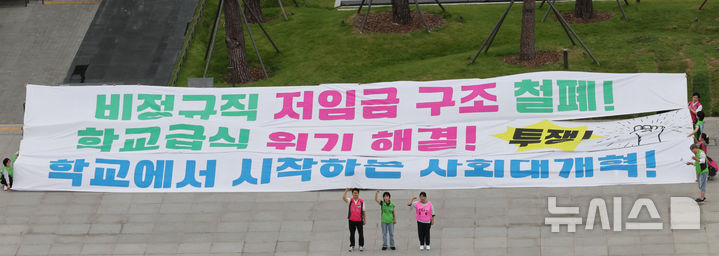 비정규직 저임금 구조 철폐!
학교급식 위기 해결! 투쟁!
학교에서 시작하는 사회대개혁!
뉴시스